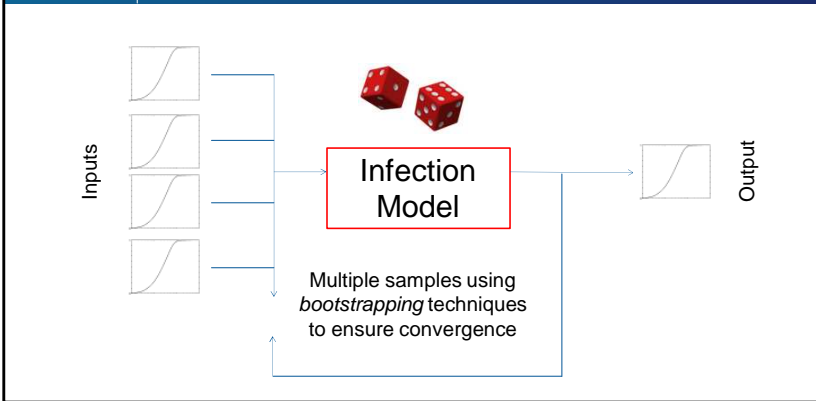 Inputs
Infection
Model
Output
Multiple samples using
bootstrapping techniques
to ensure convergence